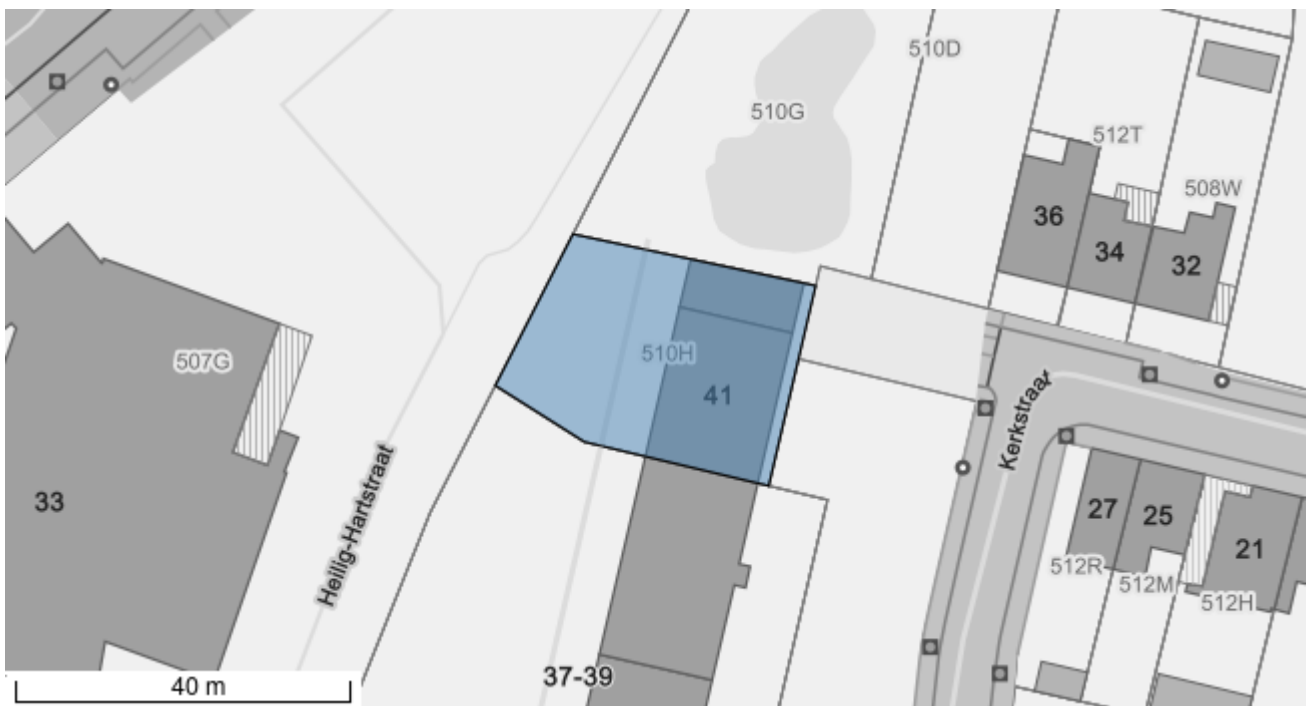 510D
510G
512T
508W
36
34
32
507G
510H
41
Kerkstraat
33
Heilig-Hartstraat
27
25
21
512R
512M
512H
37-39
40 m